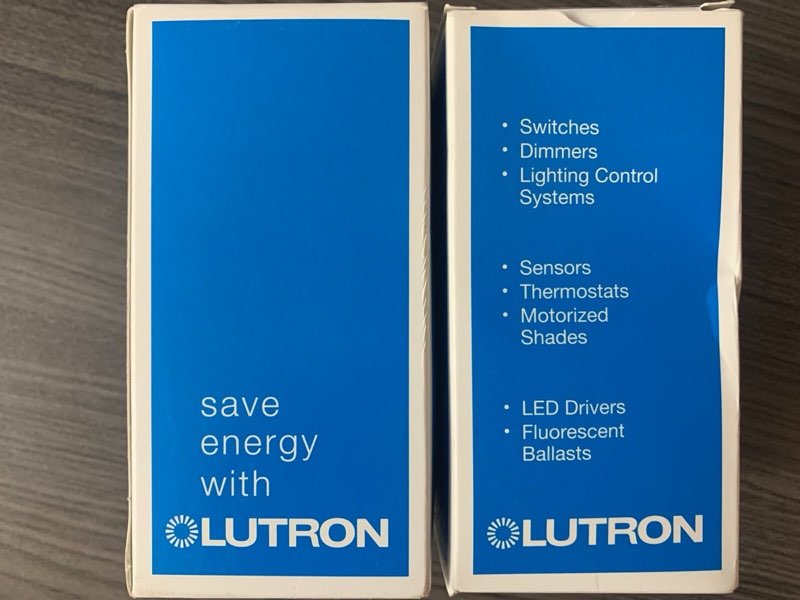 save
energy
with
LUTRON
• Switches
• Dimmers
• Lighting Control
Systems
• Sensors
• Thermostats
• Motorized
Shades
• LED Drivers
• Fluorescent
Ballasts
LUTRON